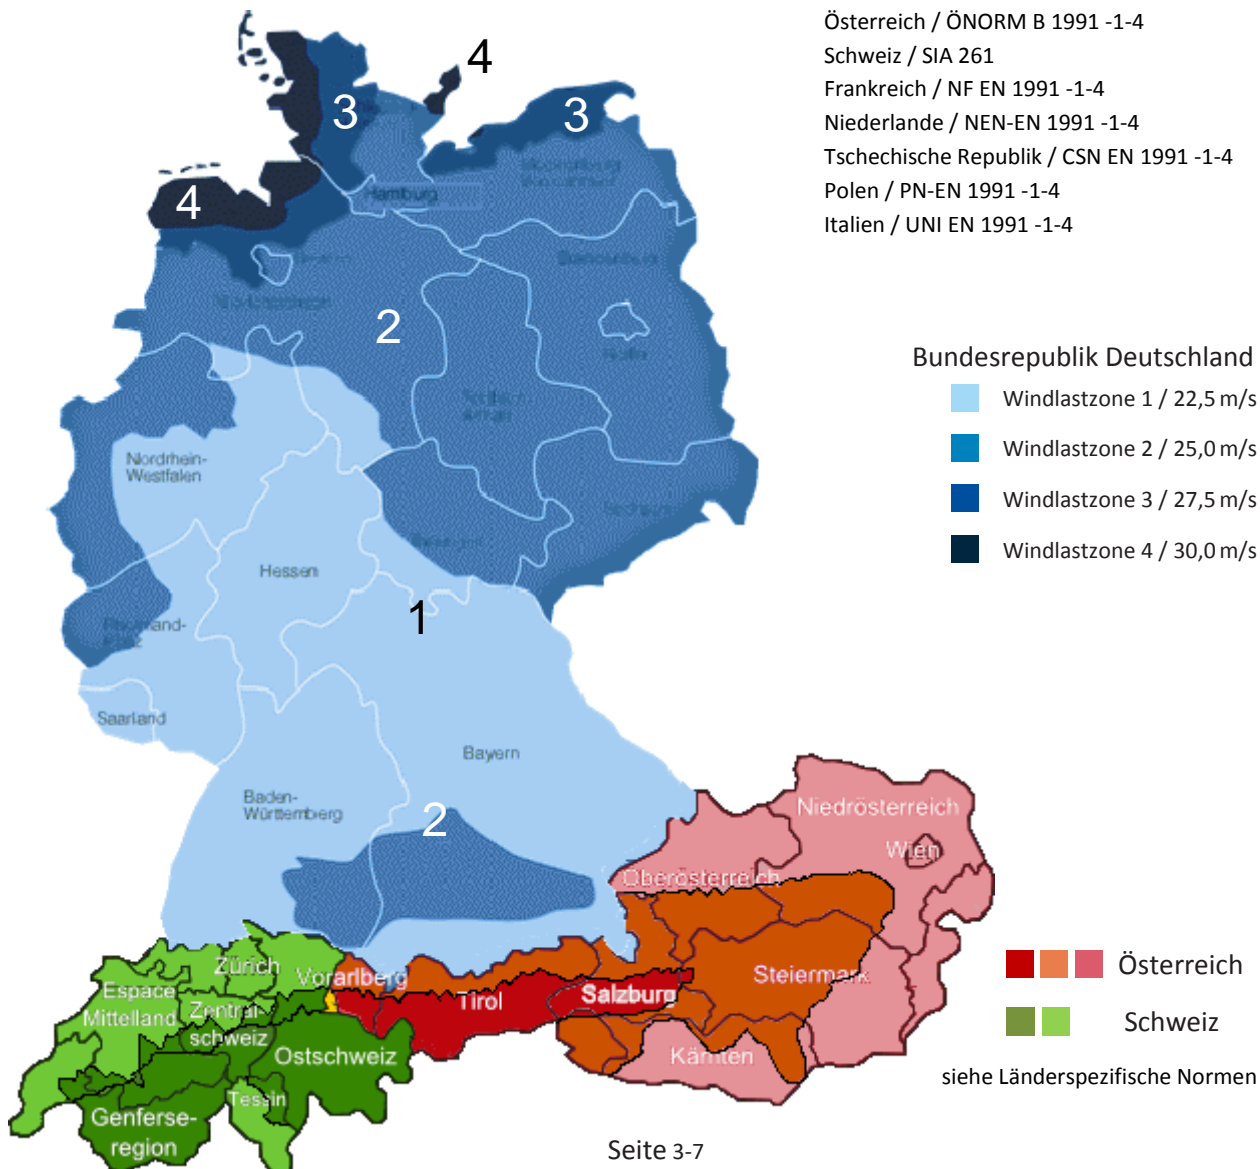 Österreich / ÖNORM B 1991 -1-4
Schweiz / SIA 261
Frankreich / NF EN 1991 -1-4
Niederlande / NEN-EN 1991 -1-4
Tschechische Republik / CSN EN 1991 -1-4
Polen / PN-EN 1991 -1-4
Italien / UNI EN 1991 -1-4
4
3
3
4
Hamburg
2
Bundesrepublik Deutschland
Windlastzone 1 / 22,5 m/s
Windlastzone 2 / 25,0 m/s
Windlastzone 3 / 27,5 m/s
Windlastzone 4 / 30,0 m/s
Nordrhein-
Westfalen
Hessen
1
Saarland
Bayern
Baden-
Württemberg
2
Niedrösterreich
Wien
Oberösterreich
Zürich
Vorarlberg
Espace
Mittelland
Zentral-
schweiz
Tirol
Salzburg
Steiermark
Ostschweiz
Kärnten
Tessin
Genferse-
region
Österreich
Schweiz
siehe Länderspezifische Normen
Seite 3-7